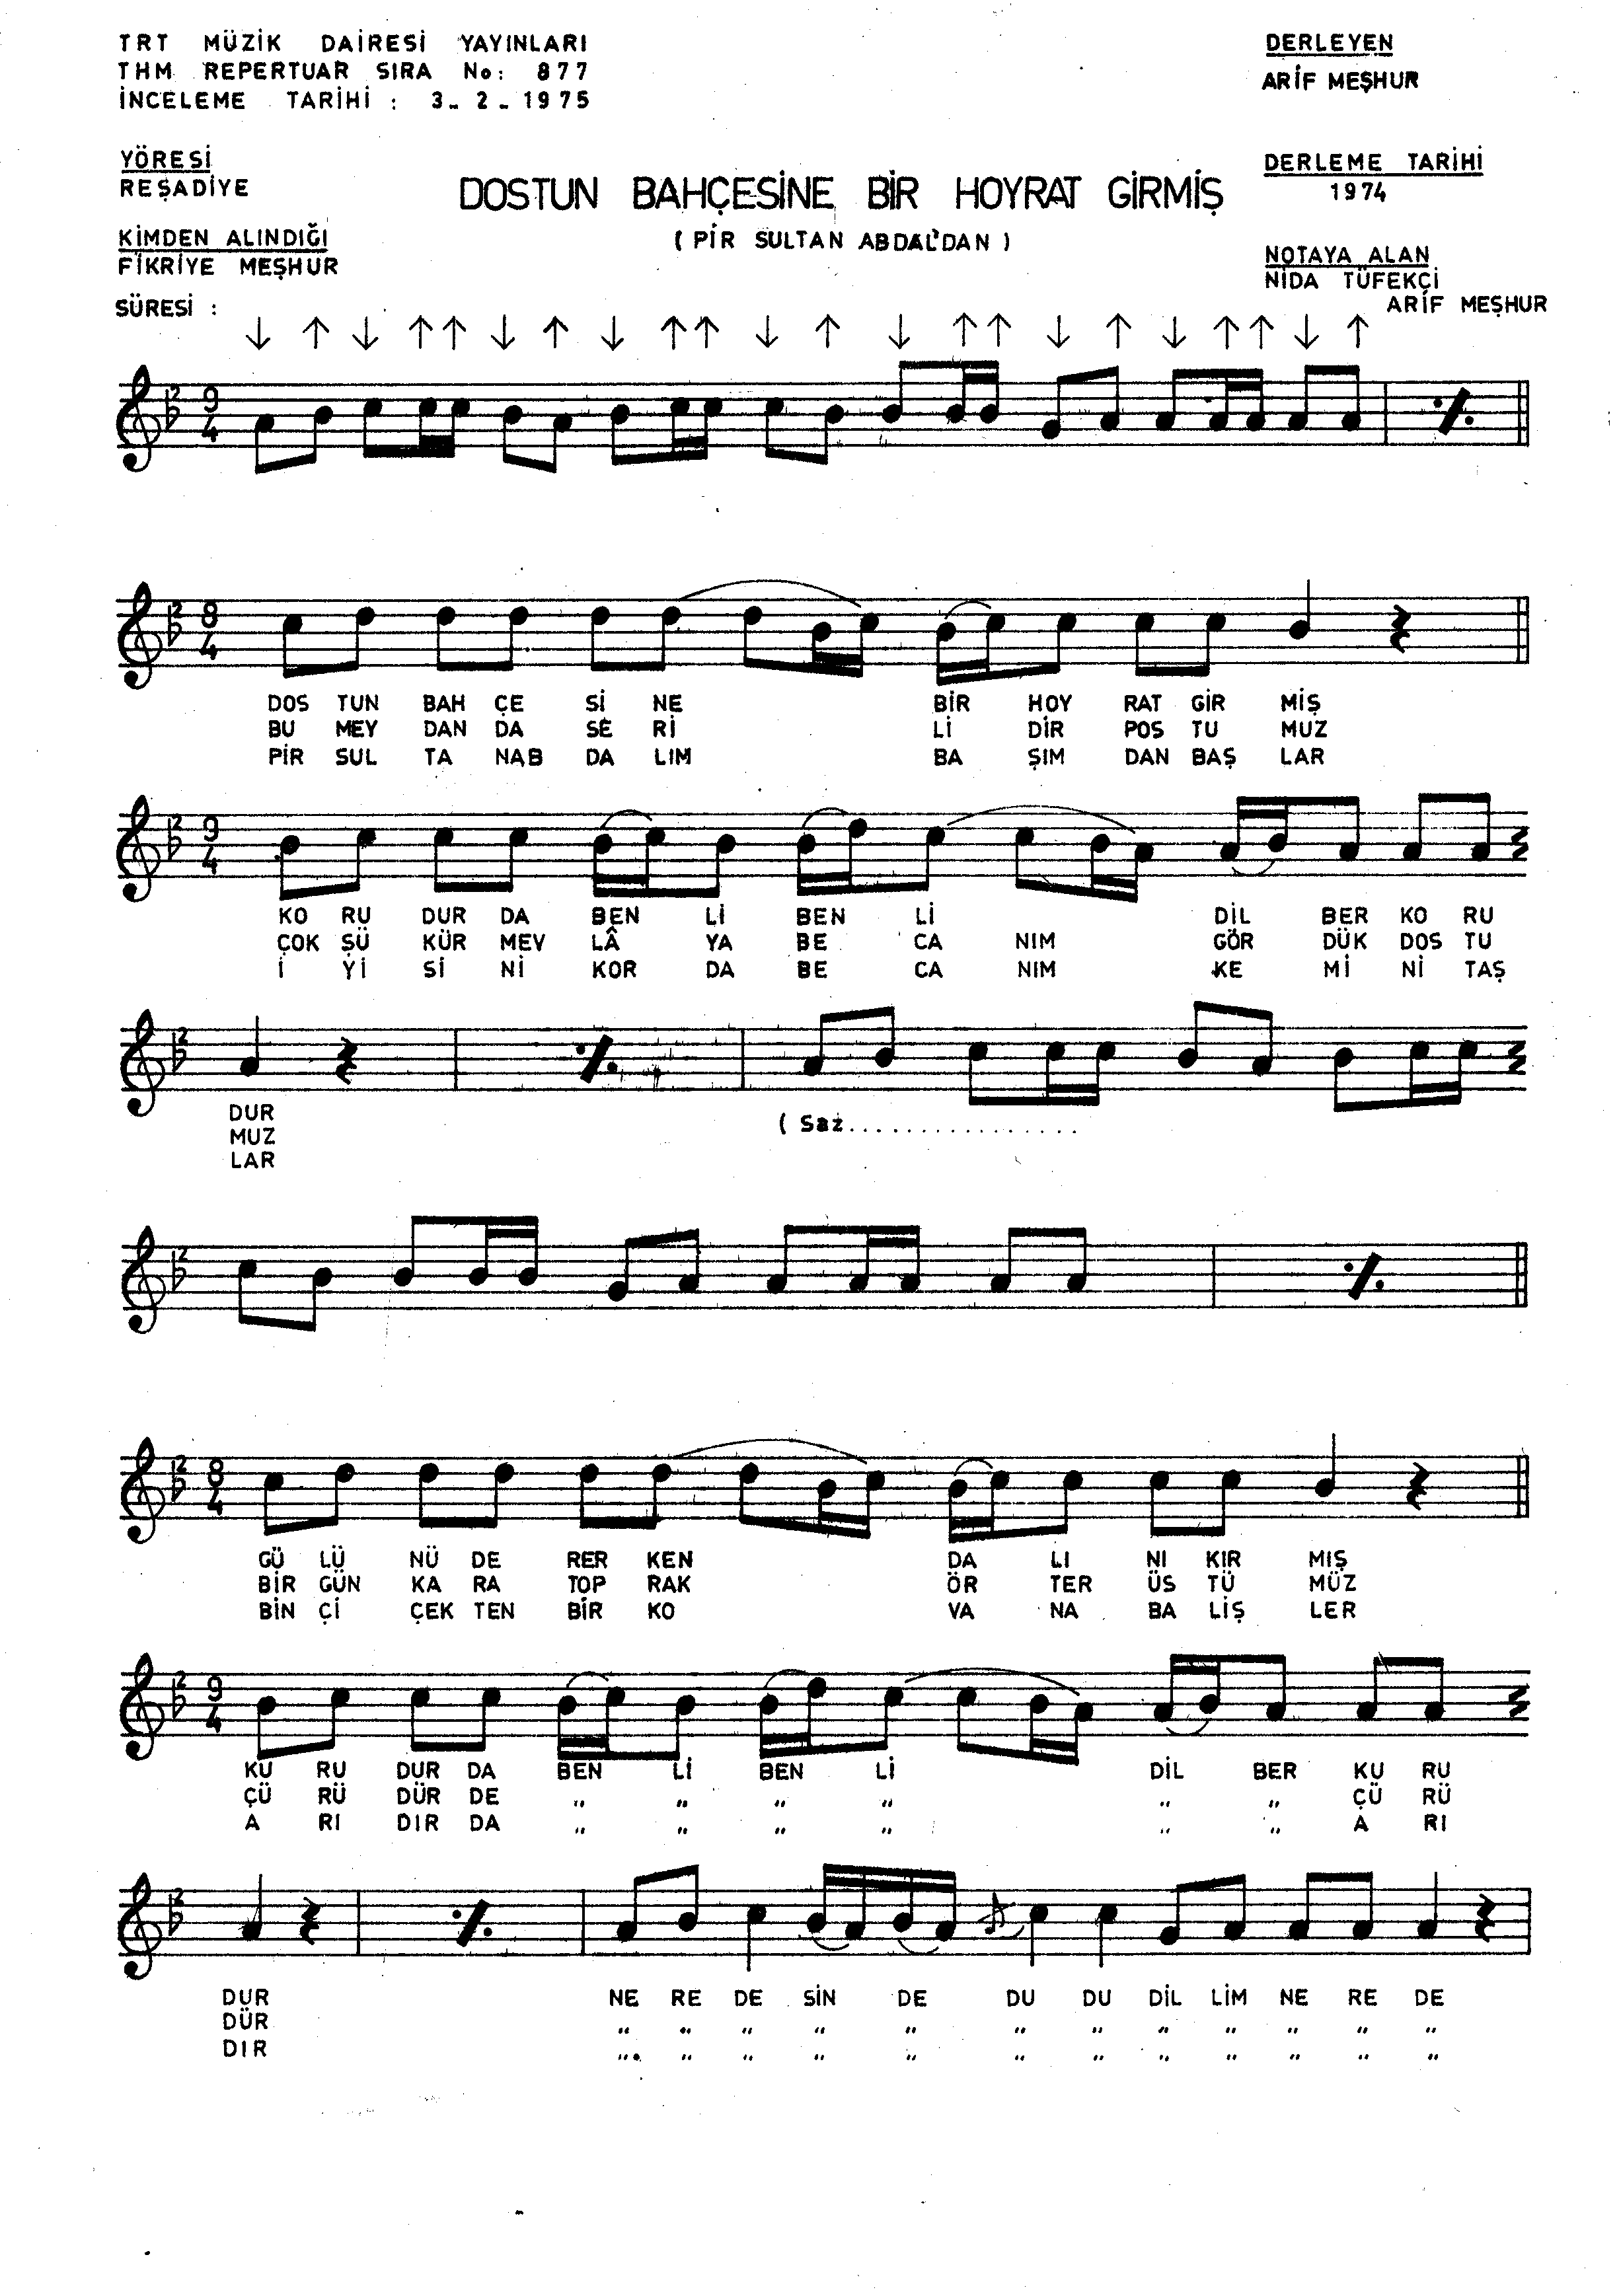 TRT MÜZİK DAİRESİ YAYINLARI
THM REPERTUAR SIRA No: 877
İNCELEME TARİHİ : 3_ 2 _ 1975
DERLEYEN
ARİF MEŞHUR
YÖRESİ
REŞADİYE
DERLEME TARİHİ
1974
DOSTUN BAHÇESİNE BİR HOYRAT GİRMİŞ
( PİR SULTAN ABDAL'DAN )
KİMDEN ALINDIĞI
FİKRİYE MEŞHUR
NOTAYA ALAN
NİDA TÜFEKÇİ
ARİF MEŞHUR
SÜRESİ :
9
4
8
4
DOS TUN BAH ÇE Sİ NE BİR HOY RAT GİR MİŞ
BU MEY DAN DA SE Rİ Lİ DİR POS TU MUZ
PİR SUL TA NAB DA LIM BA ŞIM DAN BAŞ LAR
9
4
KO RU DUR DA BEN Lİ BEN Lİ DİL BER KO RU
ÇOK ŞÜ KÜR MEV LÂ YA BE CA NIM GÖR DÜK DOS TU
İ Yİ Sİ Nİ KOR DA BE CA NIM KE Mİ Nİ TAŞ
DUR
MUZ
LAR
( Saz................
8
4
GÜ LÜ NÜ DE RER KEN DA LI NI KIR MIŞ
BİR GÜN KA RA TOP RAK ÖR TER ÜS TÜ MÜZ
BİN Çİ ÇEK TEN BİR KO VA NA BA LİŞ LER
9
4
KU RU DUR DA BEN Lİ BEN Lİ DİL BER KU RU
ÇÜ RÜ DÜR DE " " " " " " ÇÜ RÜ
A RI DIR DA " " " " " " A RI
DUR NE RE DE SİN DE DU DU DİL LİM NE RE DE
DÜR " " " " " " " " " " " "
DIR " " " " " " " " " " " "